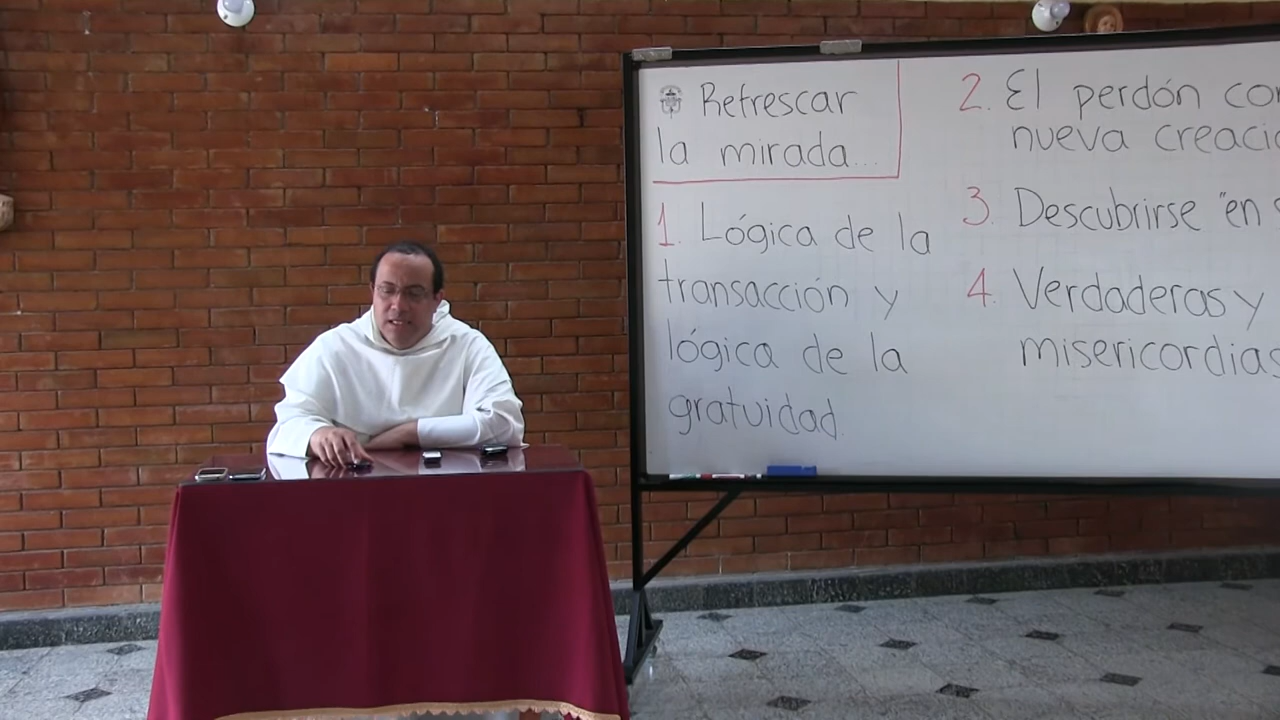 Refrescar
la mirada...
1. Lógica de la
transacción y
lógica de la
gratuidad.
2. El perdón
nueva
3. Descubrirse "en
4. Verdaderas y
misericordias